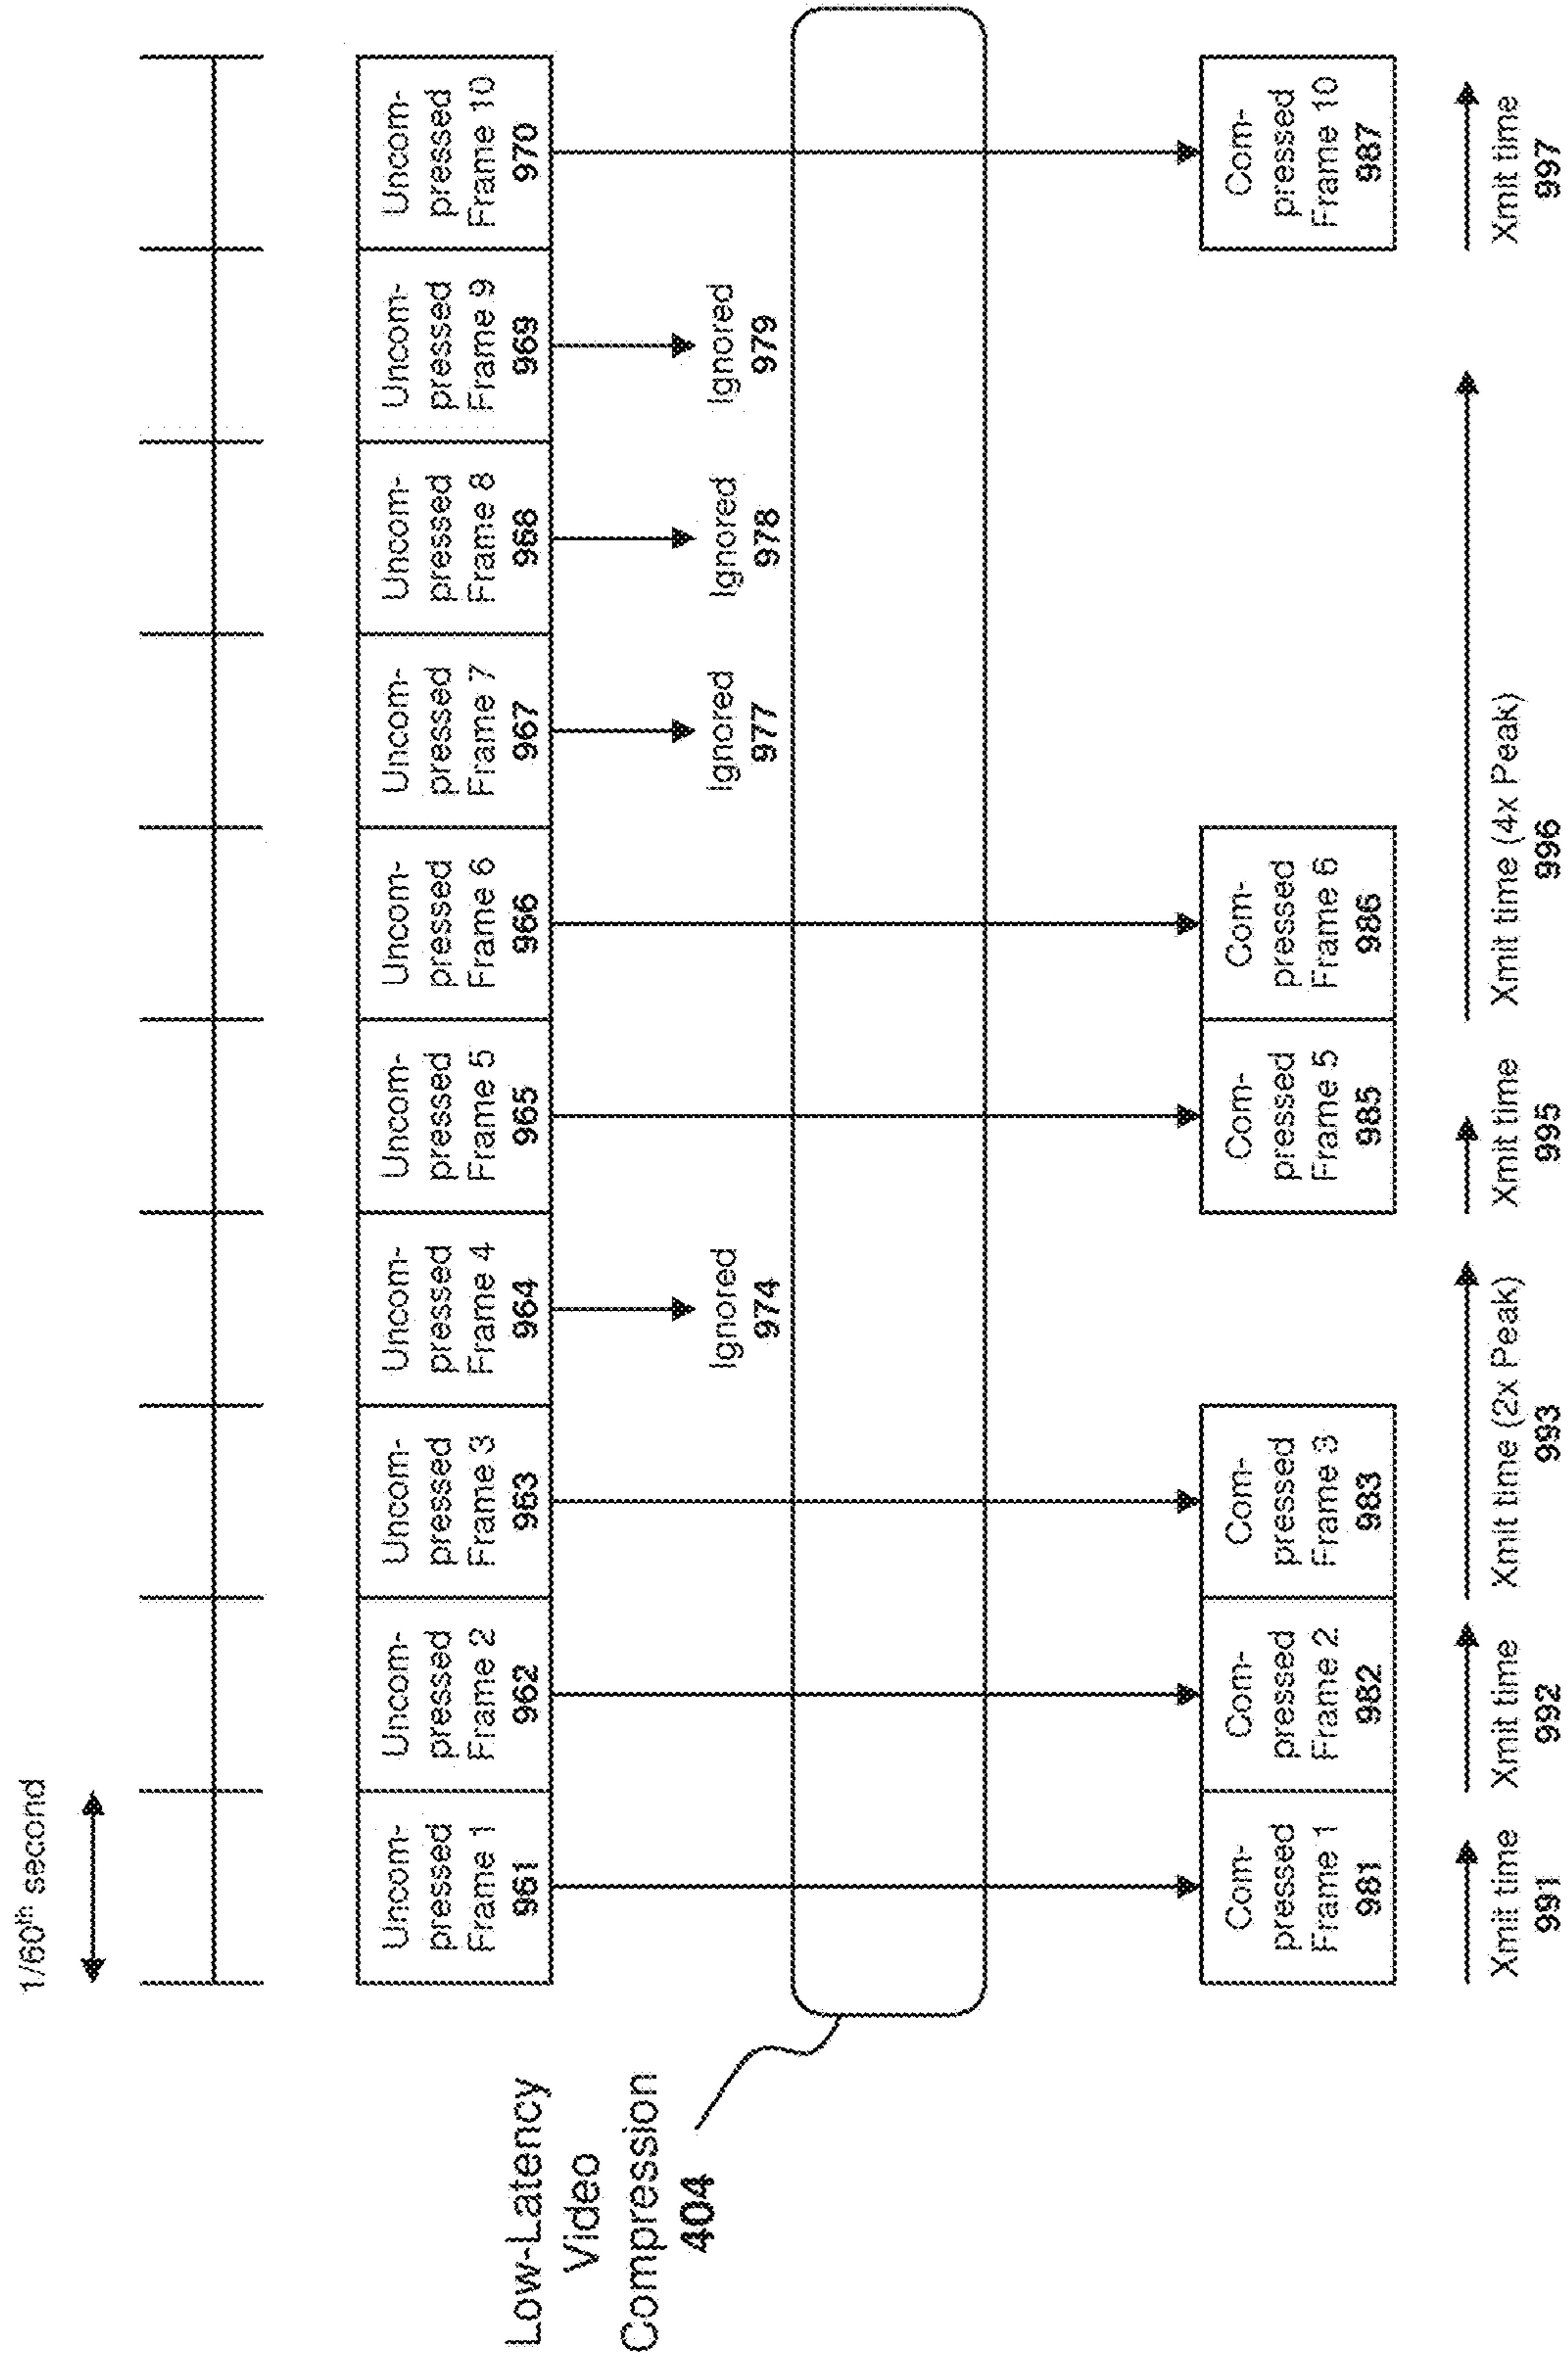 1/60th second
Uncom-
pressed
Frame 1
961
Uncom-
pressed
Frame 2
962
Uncom-
pressed
Frame 3
963
Uncom-
pressed
Frame 4
964
Uncom-
pressed
Frame 5
965
Uncom-
pressed
Frame 6
966
Uncom-
pressed
Frame 7
967
Uncom-
pressed
Frame 8
968
Uncom-
pressed
Frame 9
969
Uncom-
pressed
Frame 10
970
Ignored
974
Ignored
977
Ignored
978
Ignored
979
Low-Latency
Video
Compression
404
Com-
pressed
Frame 1
981
Com-
pressed
Frame 2
982
Com-
pressed
Frame 3
983
Com-
pressed
Frame 5
985
Com-
pressed
Frame 6
986
Com-
pressed
Frame 10
987
Xmit time
991
Xmit time
992
Xmit time (2x Peak)
993
Xmit time
995
Xmit time (4x Peak)
996
Xmit time
997